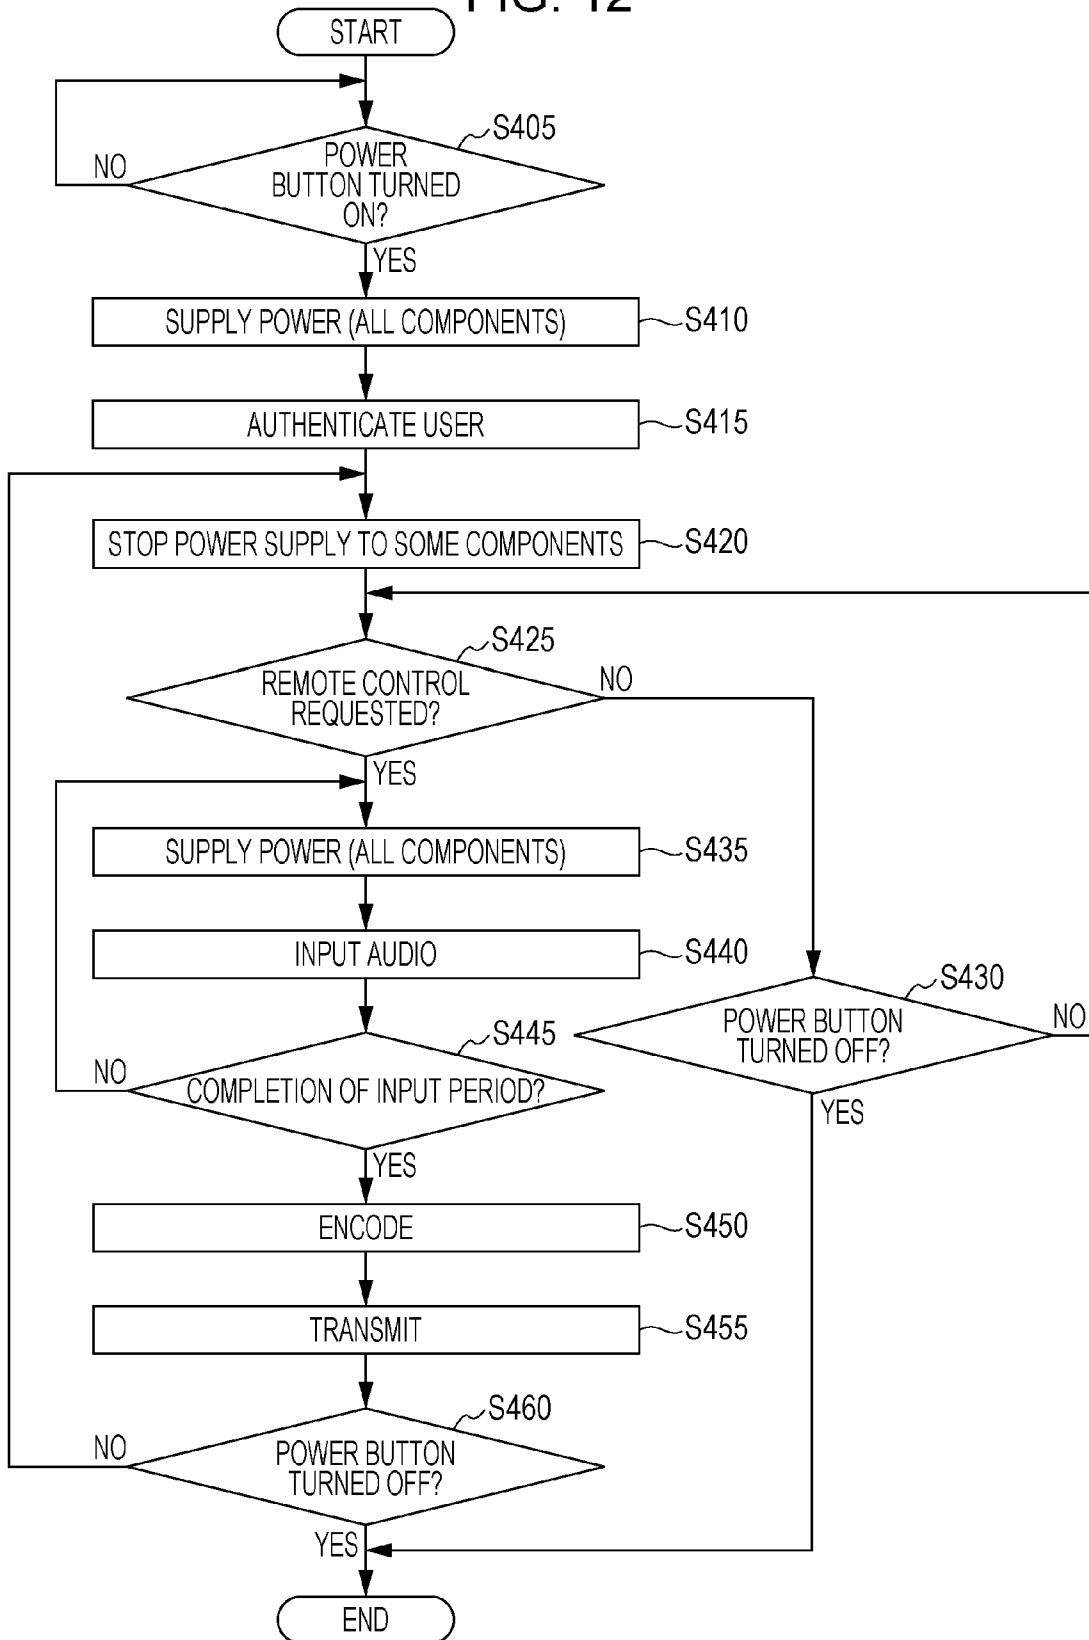 FIG. 12
START
S405
NO
POWER
BUTTON TURNED
ON?
YES
SUPPLY POWER (ALL COMPONENTS)
S410
AUTHENTICATE USER
S415
STOP POWER SUPPLY TO SOME COMPONENTS
S420
S425
REMOTE CONTROL
REQUESTED?
NO
YES
SUPPLY POWER (ALL COMPONENTS)
S435
INPUT AUDIO
S440
S430
POWER BUTTON
TURNED OFF?
NO
YES
S445
NO
COMPLETION OF INPUT PERIOD?
YES
ENCODE
S450
TRANSMIT
S455
S460
NO
POWER BUTTON
TURNED OFF?
YES
END